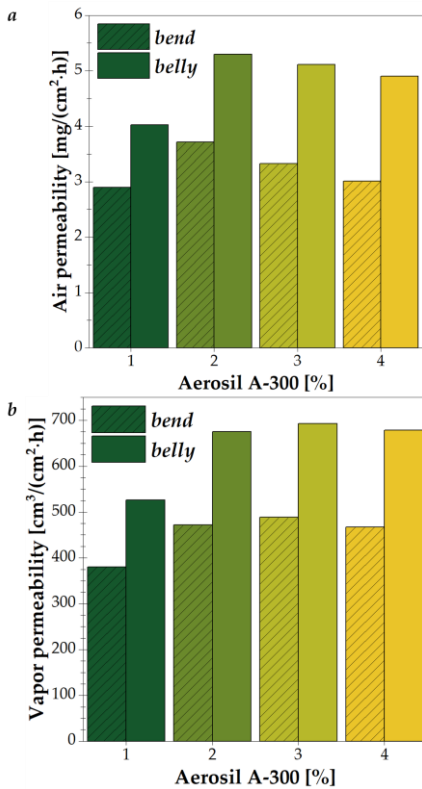 a
Air permeability [mg/(cm²·h)]
6
5
4
3
2
1
0
bend
belly
1 2 3 4
Aerosil A-300 [%]
b
Vapor permeability [cm³/(cm²·h)]
700
600
500
400
300
200
100
0
bend
belly
1 2 3 4
Aerosil A-300 [%]